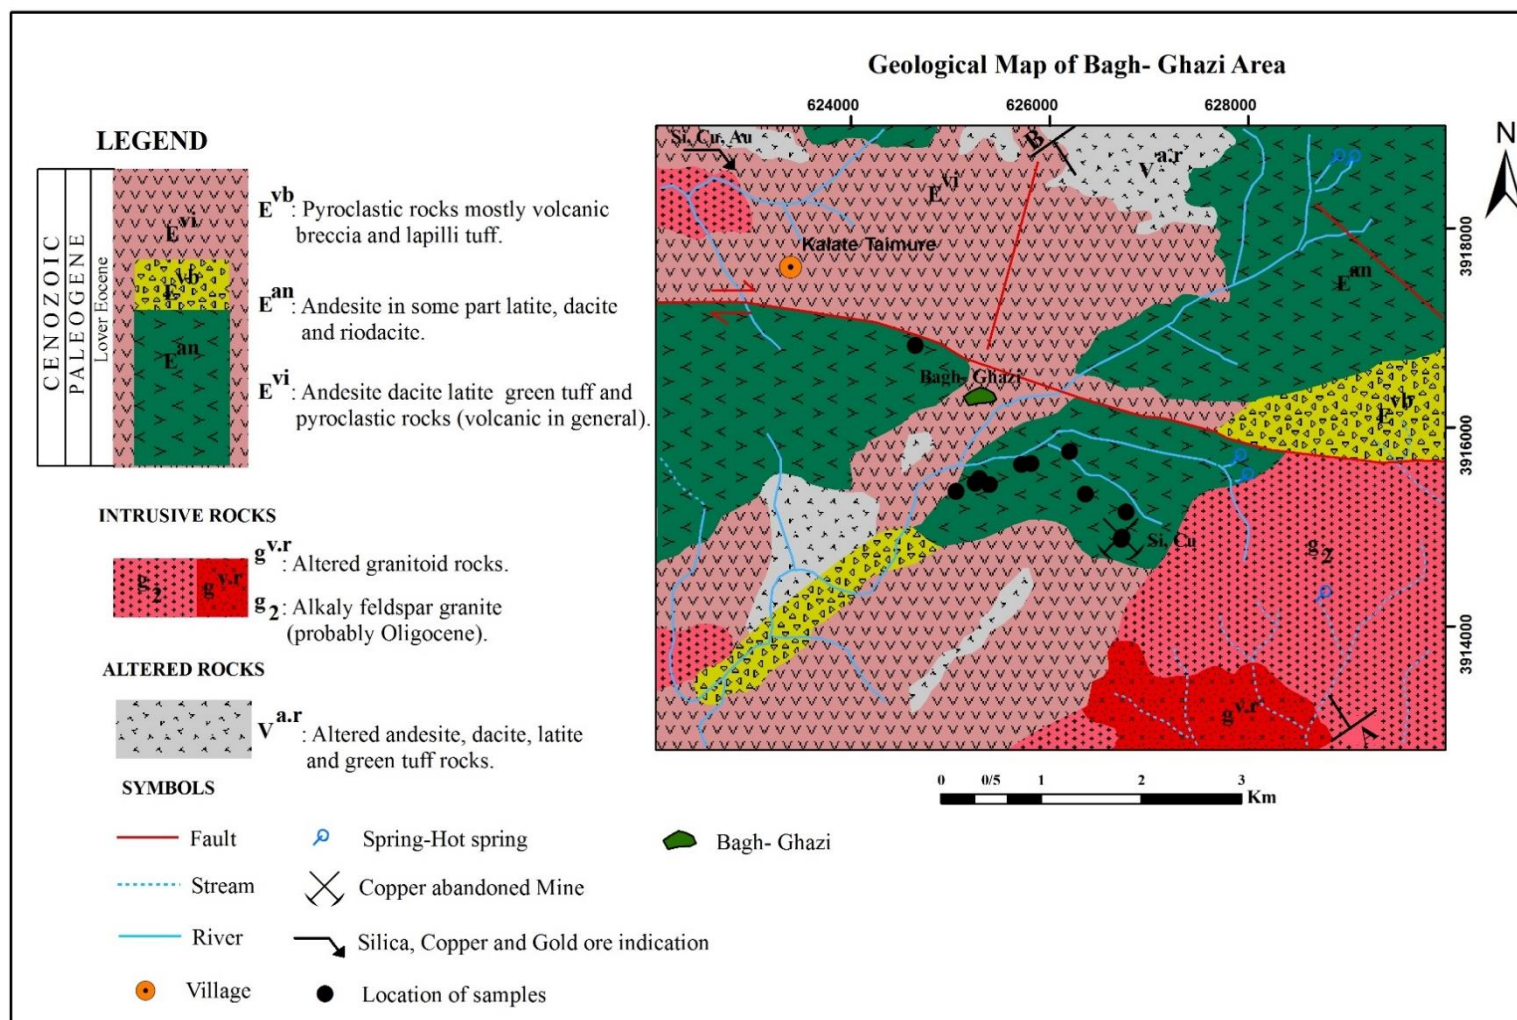 Geological Map of Bagh- Ghazi Area
624000
626000
628000
N
3918000
3916000
3914000
Si, Cu, Au
B
V a.r
E vi
Kalate Taimure
E an
Bagh- Ghazi
E vb
Si, Cu
g 2
g v.r
A
0 0/5 1 2 3 Km
LEGEND
CENOZOIC
PALEOGENE
Lower Eocene
E vi
E vb
E an
E vb : Pyroclastic rocks mostly volcanic
breccia and lapilli tuff.
E an : Andesite in some part latite, dacite
and riodacite.
E vi : Andesite dacite latite green tuff and
pyroclastic rocks (volcanic in general).
INTRUSIVE ROCKS
g 2
g v.r
g v.r : Altered granitoid rocks.
g 2 : Alkaly feldspar granite
(probably Oligocene).
ALTERED ROCKS
V a.r : Altered andesite, dacite, latite
and green tuff rocks.
SYMBOLS
Fault
Spring-Hot spring
Bagh- Ghazi
Stream
Copper abandoned Mine
River
Silica, Copper and Gold ore indication
Village
Location of samples